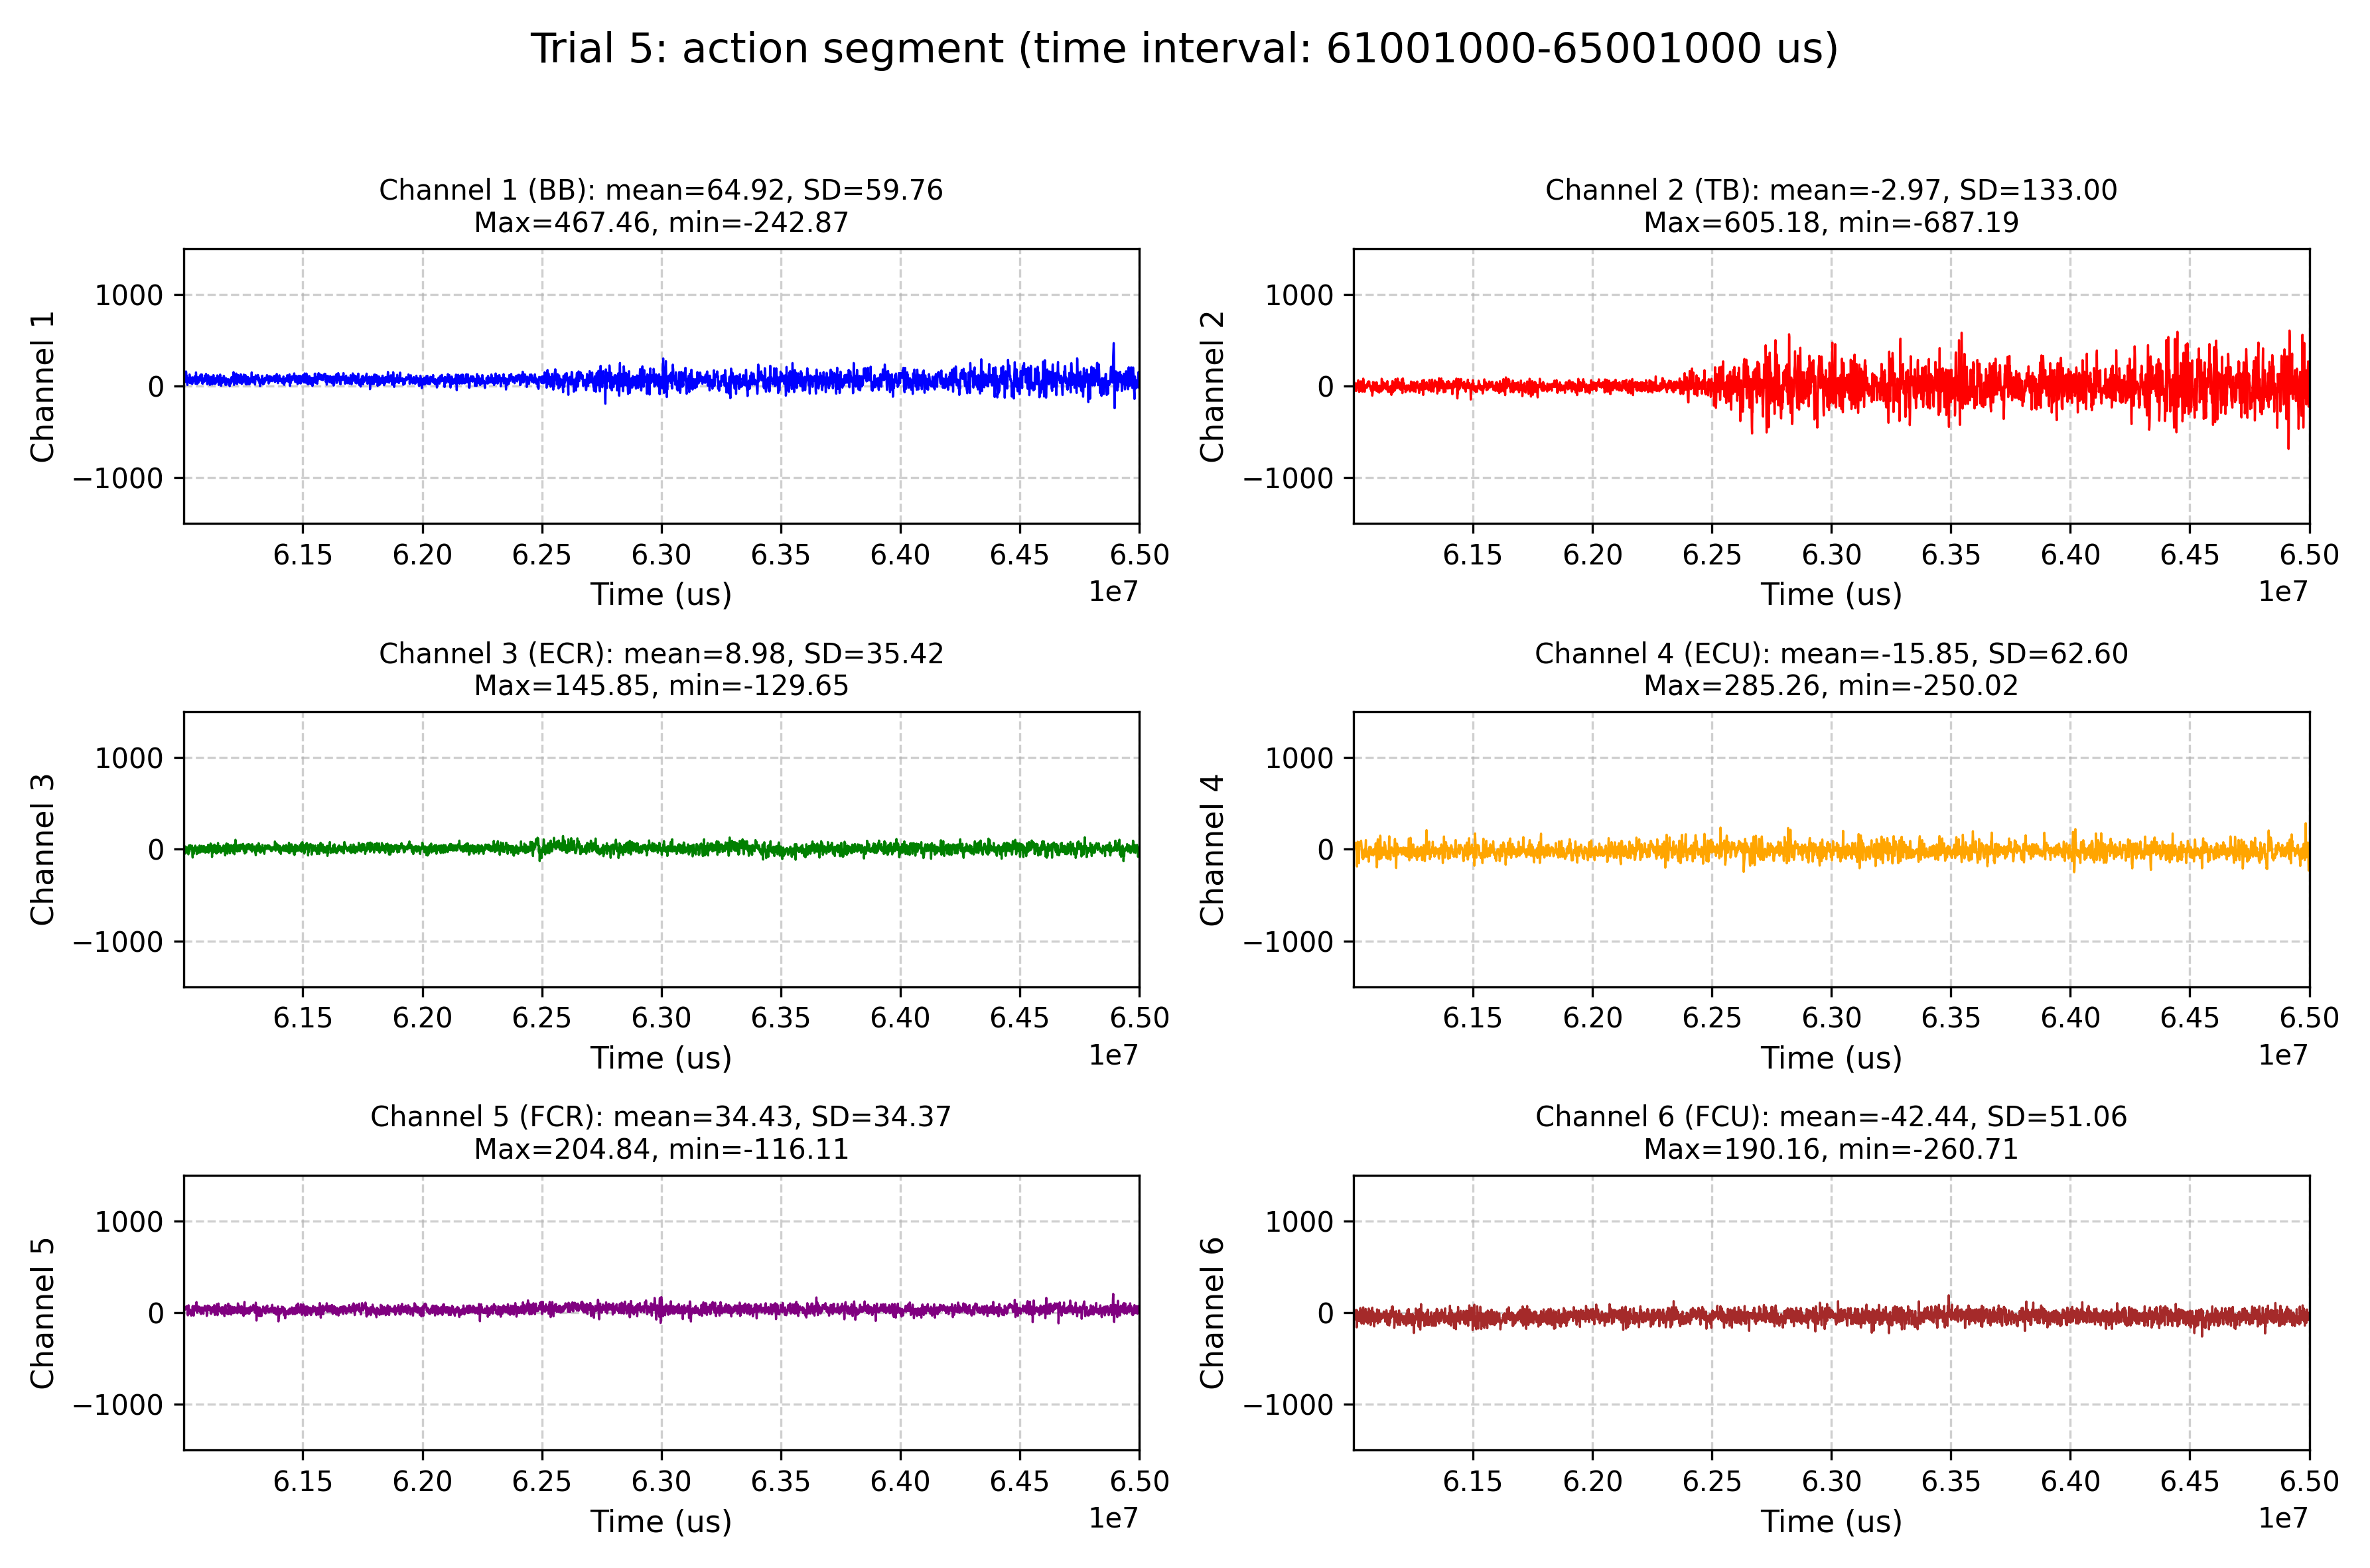 Trial 5: action segment (time interval: 61001000-65001000 us)
Channel 1 (BB): mean=64.92, SD=59.76
Max=467.46, min=-242.87
Channel 1
1000
0
−1000
6.15 6.20 6.25 6.30 6.35 6.40 6.45 6.50
Time (us)
1e7
Channel 2 (TB): mean=-2.97, SD=133.00
Max=605.18, min=-687.19
Channel 2
1000
0
−1000
6.15 6.20 6.25 6.30 6.35 6.40 6.45 6.50
Time (us)
1e7
Channel 3 (ECR): mean=8.98, SD=35.42
Max=145.85, min=-129.65
Channel 3
1000
0
−1000
6.15 6.20 6.25 6.30 6.35 6.40 6.45 6.50
Time (us)
1e7
Channel 4 (ECU): mean=-15.85, SD=62.60
Max=285.26, min=-250.02
Channel 4
1000
0
−1000
6.15 6.20 6.25 6.30 6.35 6.40 6.45 6.50
Time (us)
1e7
Channel 5 (FCR): mean=34.43, SD=34.37
Max=204.84, min=-116.11
Channel 5
1000
0
−1000
6.15 6.20 6.25 6.30 6.35 6.40 6.45 6.50
Time (us)
1e7
Channel 6 (FCU): mean=-42.44, SD=51.06
Max=190.16, min=-260.71
Channel 6
1000
0
−1000
6.15 6.20 6.25 6.30 6.35 6.40 6.45 6.50
Time (us)
1e7